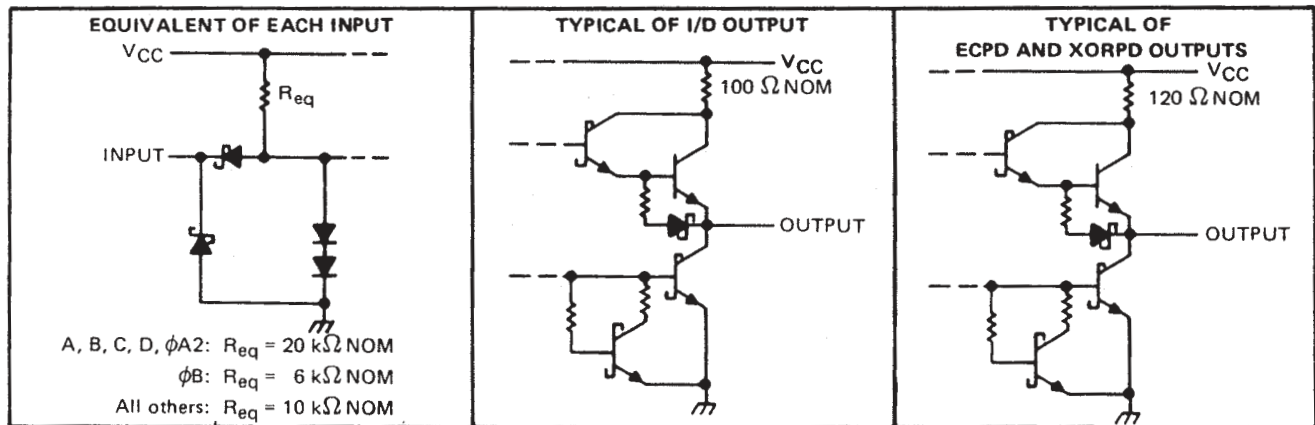 EQUIVALENT OF EACH INPUT
VCC
Req
INPUT
A, B, C, D, ϕA2: Req = 20 kΩ NOM
ϕB: Req = 6 kΩ NOM
All others: Req = 10 kΩ NOM
TYPICAL OF I/D OUTPUT
VCC
100 Ω NOM
OUTPUT
TYPICAL OF
ECPD AND XORPD OUTPUTS
VCC
120 Ω NOM
OUTPUT